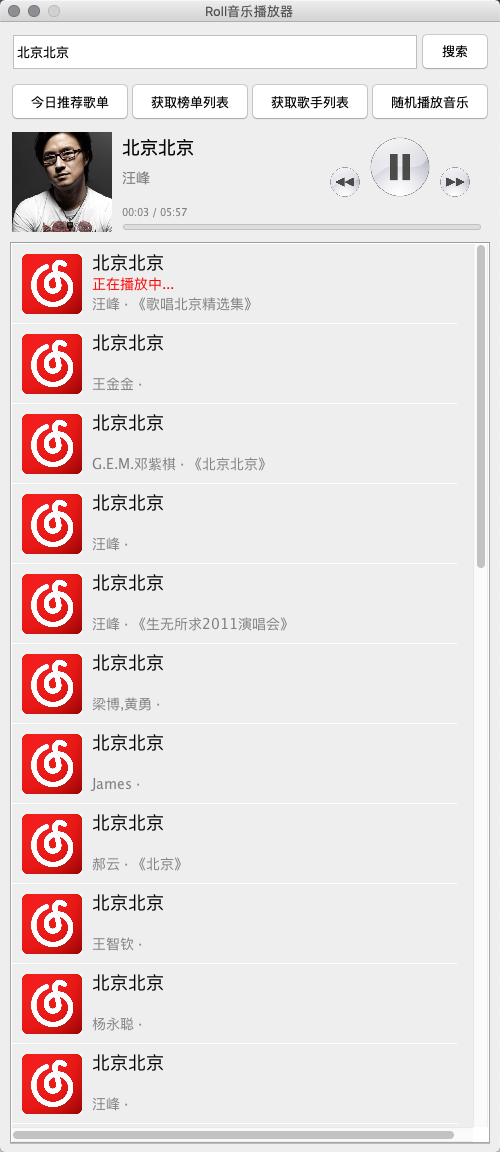 Roll音乐播放器
北京北京
搜索
今日推荐歌单
获取榜单列表
获取歌手列表
随机播放音乐
北京北京
汪峰
00:03 / 05:57
北京北京
正在播放中...
汪峰 · 《歌唱北京精选集》
北京北京
王金金 ·
北京北京
G.E.M.邓紫棋 · 《北京北京》
北京北京
汪峰 ·
北京北京
汪峰 · 《生无所求2011演唱会》
北京北京
梁博,黄勇 ·
北京北京
James ·
北京北京
郝云 · 《北京》
北京北京
王智钦 ·
北京北京
杨永聪 ·
北京北京
汪峰 ·